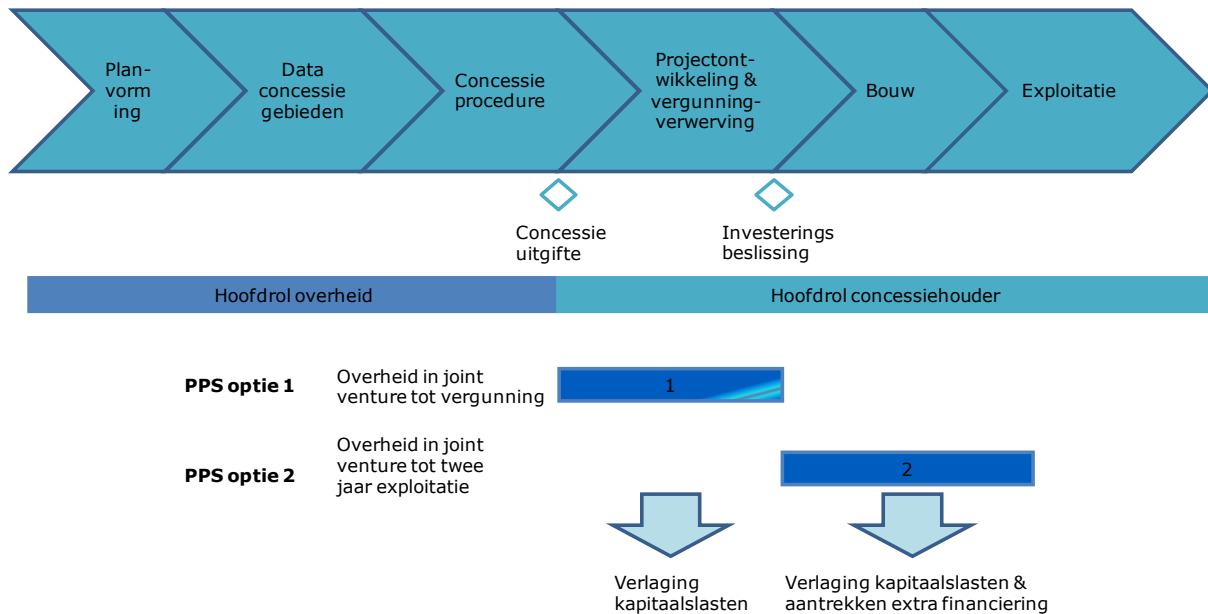 Plan-
vorm
ing
Data
concessie
gebieden
Concessie
procedure
Projectont-
wikkeling &
vergunning-
verwerving
Bouw
Exploitatie
Concessie
uitgifte
Investerings
beslissing
Hoofdrol overheid
Hoofdrol concessiehouder
PPS optie 1
Overheid in joint
venture tot vergunning
1
PPS optie 2
Overheid in joint
venture tot twee
jaar exploitatie
2
Verlaging
kapitaalslasten
Verlaging kapitaalslasten &
aantrekken extra financiering